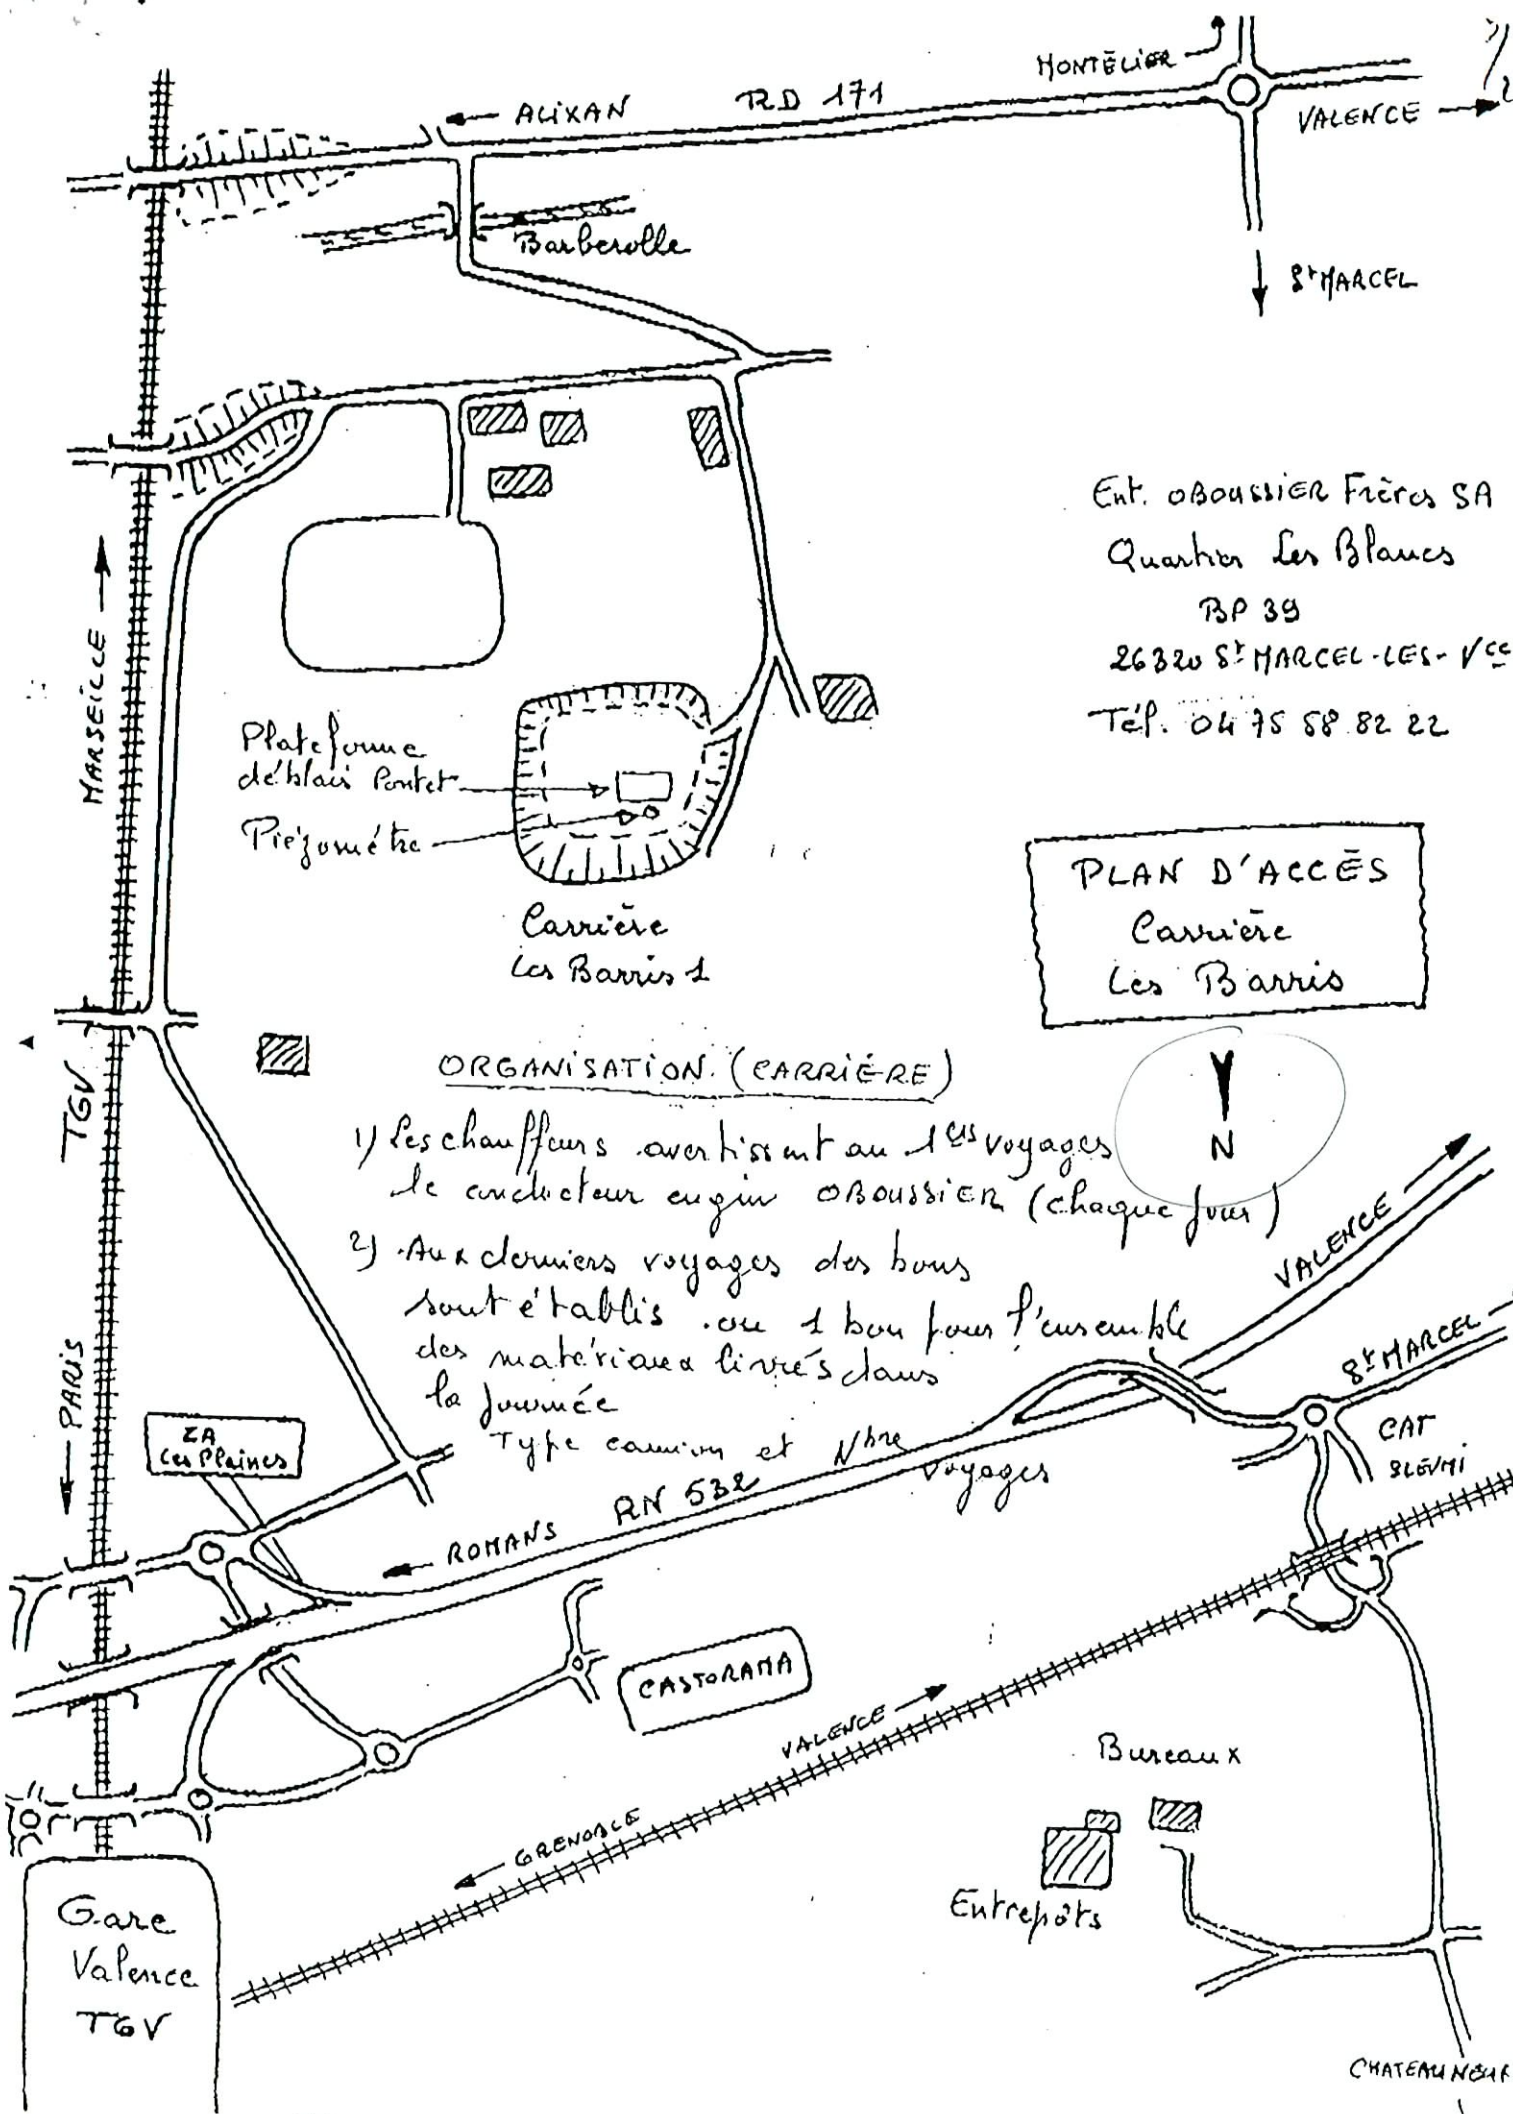 MONTÉLIER
ALIXAN
RD 171
VALENCE
Barberolle
St MARCEL
Ent. OBOUSSIER Frères SA
Quartier Les Blancs
BP 39
26320 St MARCEL-LES-Vce
Tél. 04 75 58 82 22
MARSEILLE
Plateforme
déblais Pontet
Piézomètre
Carrière
Les Barris 1
PLAN D'ACCÈS
Carrière
Les Barris
N
TGV
PARIS
ORGANISATION (CARRIÉRE)
1) Les chauffeurs avertissent au 1ers voyages
le conducteur engin OBOUSSIER (chaque jour)
2) Aux derniers voyages des bons
sont établis ou 1 bon pour l'ensemble
des matériaux livrés dans
la journée
Type camion et Nbre
voyages
VALENCE
St MARCEL
CAT
ZA
Les Plaines
ROMANS
RN 532
CASTORAMA
VALENCE
GRENOBLE
Bureaux
Entrepôts
Gare
Valence
TGV
CHATEAUNEUF